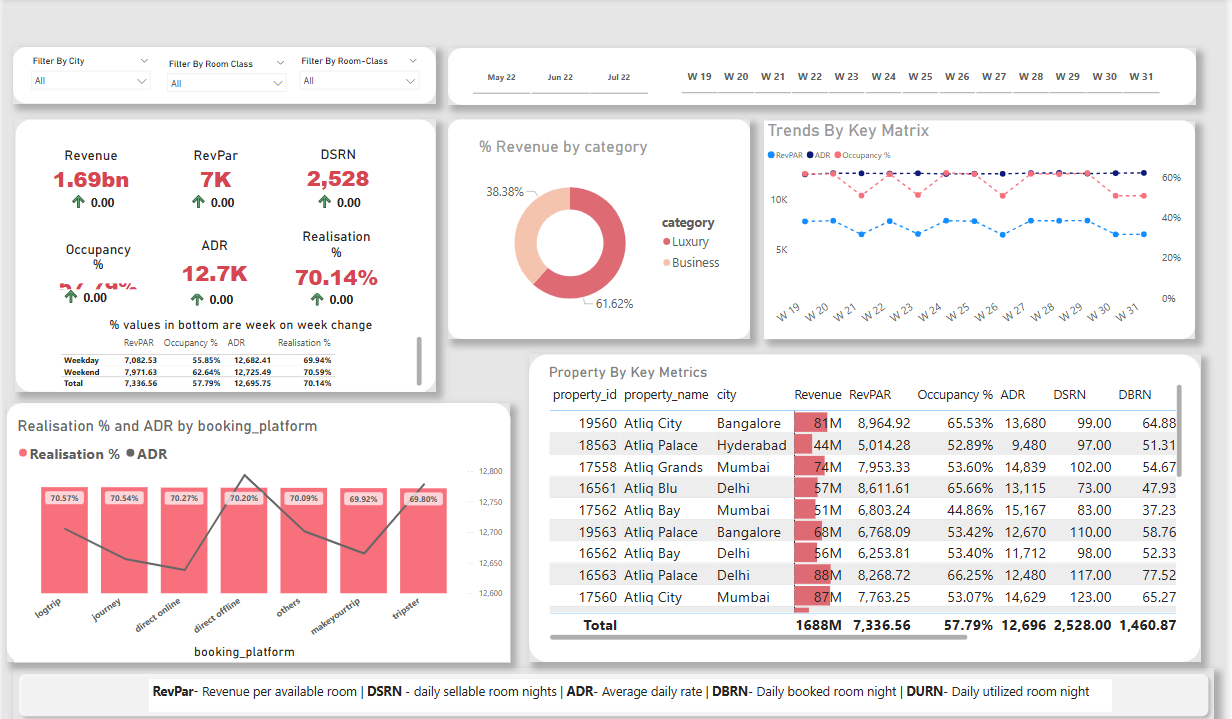 Filter By City
All
Filter By Room Class
All
Filter By Room-Class
All
May 22 Jun 22 Jul 22
W 19 W 20 W 21 W 22 W 23 W 24 W 25 W 26 W 27 W 28 W 29 W 30 W 31
Revenue
1.69bn
0.00
RevPar
7K
0.00
DSRN
2,528
0.00
Occupancy
%
0.00
ADR
12.7K
0.00
Realisation
%
70.14%
0.00
% values in bottom are week on week change
RevPAR Occupancy % ADR Realisation %
Weekday 7,082.53 55.85% 12,682.41 69.94%
Weekend 7,971.63 62.64% 12,725.49 70.59%
Total 7,336.56 57.79% 12,695.75 70.14%
% Revenue by category
38.38%
61.62%
category
Luxury
Business
Trends By Key Matrix
RevPAR ADR Occupancy %
10K
5K
60%
40%
20%
0%
W 19 W 20 W 21 W 22 W 23 W 24 W 25 W 26 W 27 W 28 W 29 W 30 W 31
Realisation % and ADR by booking_platform
Realisation % ADR
70.57% 70.54% 70.27% 70.20% 70.09% 69.92% 69.80%
12,800
12,750
12,700
12,650
12,600
logtrip journey direct online direct offline others makeyourtrip tripster
booking_platform
Property By Key Metrics
property_id property_name city Revenue RevPAR Occupancy % ADR DSRN DBRN
19560 Atliq City Bangalore 81M 8,964.92 65.53% 13,680 99.00 64.88
18563 Atliq Palace Hyderabad 44M 5,014.28 52.89% 9,480 97.00 51.31
17558 Atliq Grands Mumbai 74M 7,953.33 53.60% 14,839 102.00 54.67
16561 Atliq Blu Delhi 57M 8,611.61 65.66% 13,115 73.00 47.93
17562 Atliq Bay Mumbai 51M 6,803.24 44.86% 15,167 83.00 37.23
19563 Atliq Palace Bangalore 68M 6,768.09 53.42% 12,670 110.00 58.76
16562 Atliq Bay Delhi 56M 6,253.81 53.40% 11,712 98.00 52.33
16563 Atliq Palace Delhi 88M 8,268.72 66.25% 12,480 117.00 77.52
17560 Atliq City Mumbai 87M 7,763.25 53.07% 14,629 123.00 65.27
Total 1688M 7,336.56 57.79% 12,696 2,528.00 1,460.87
RevPar- Revenue per available room | DSRN - daily sellable room nights | ADR- Average daily rate | DBRN- Daily booked room night | DURN- Daily utilized room night